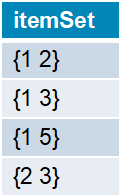 itemSet
{1 2}
{1 3}
{1 5}
{2 3}